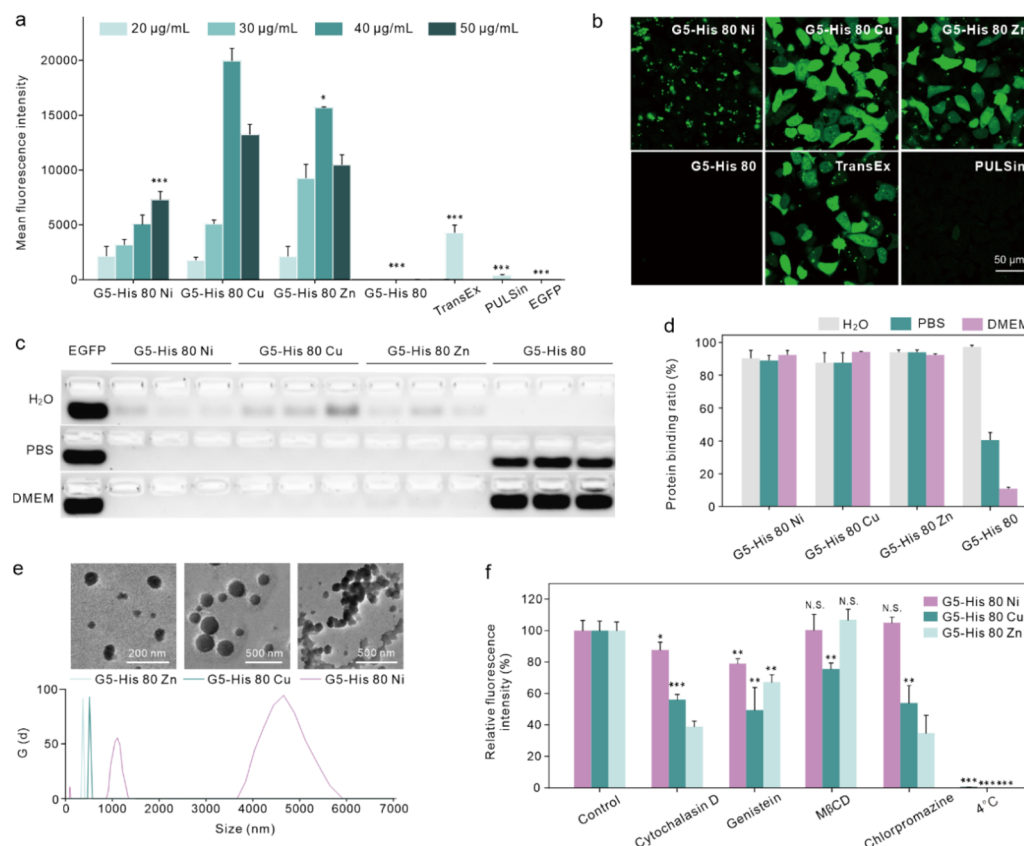 a
20 µg/mL 30 µg/mL 40 µg/mL 50 µg/mL
Mean fluorescence intensity
20000
15000
10000
5000
0
***
*
***
***
***
***
G5-His 80 Ni G5-His 80 Cu G5-His 80 Zn G5-His 80 TransEx PULSin EGFP
b
G5-His 80 Ni G5-His 80 Cu G5-His 80 Zn
G5-His 80 TransEx PULSin
50 µm
c
EGFP G5-His 80 Ni G5-His 80 Cu G5-His 80 Zn G5-His 80
H₂O
PBS
DMEM
d
H₂O PBS DMEM
Protein binding ratio (%)
100
80
60
40
20
0
G5-His 80 Ni G5-His 80 Cu G5-His 80 Zn G5-His 80
e
200 nm 500 nm 500 nm
G5-His 80 Zn G5-His 80 Cu G5-His 80 Ni
G (d)
100
50
0
0 1000 2000 3000 4000 5000 6000 7000
Size (nm)
f
G5-His 80 Ni
G5-His 80 Cu
G5-His 80 Zn
Relative fluorescence
intensity (%)
120
100
80
60
40
20
0
* *** ** ** ** N.S. ** N.S. N.S. ** *** *** ***
Control Cytochalasin D Genistein MβCD Chlorpromazine 4°C